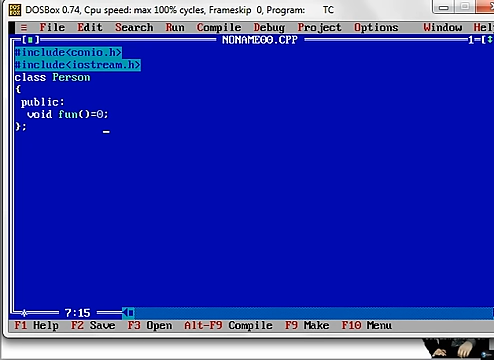 DOSBox 0.74, Cpu speed: max 100% cycles, Frameskip 0, Program: TC
≡ File Edit Search Run Compile Debug Project Options Window Hel
[■] NONAME00.CPP 1=[↕
#include<conio.h>
#include<iostream.h>
class Person
{
public:
void fun()=0;
};
7:15
F1 Help F2 Save F3 Open Alt-F9 Compile F9 Make F10 Menu